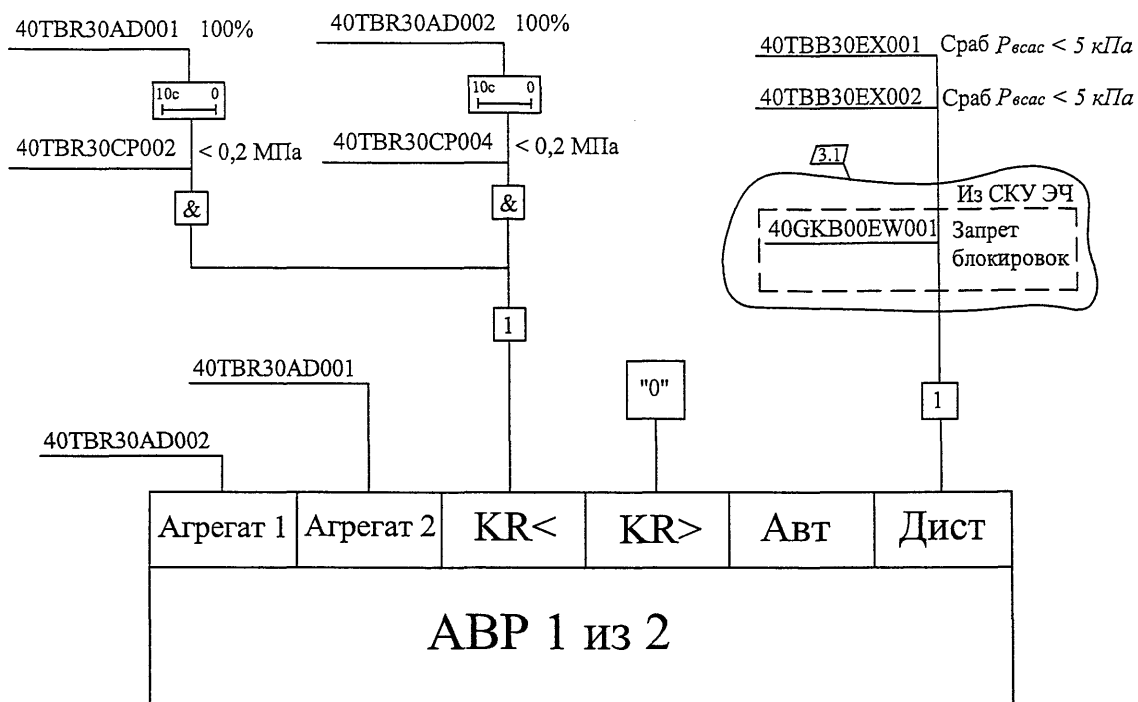 40TBR30AD001 100%
40TBR30AD002 100%
40TBB30EX001 Сраб Рвсас < 5 кПа
10с 0
10с 0
40TBB30EX002 Сраб Рвсас < 5 кПа
40TBR30CP002 < 0,2 МПа
40TBR30CP004 < 0,2 МПа
3.1
&
&
Из СКУ ЭЧ
40GKB00EW001 Запрет
блокировок
1
40TBR30AD001
"0"
1
40TBR30AD002
Агрегат 1
Агрегат 2
KR<
KR>
Авт
Дист
АВР 1 из 2